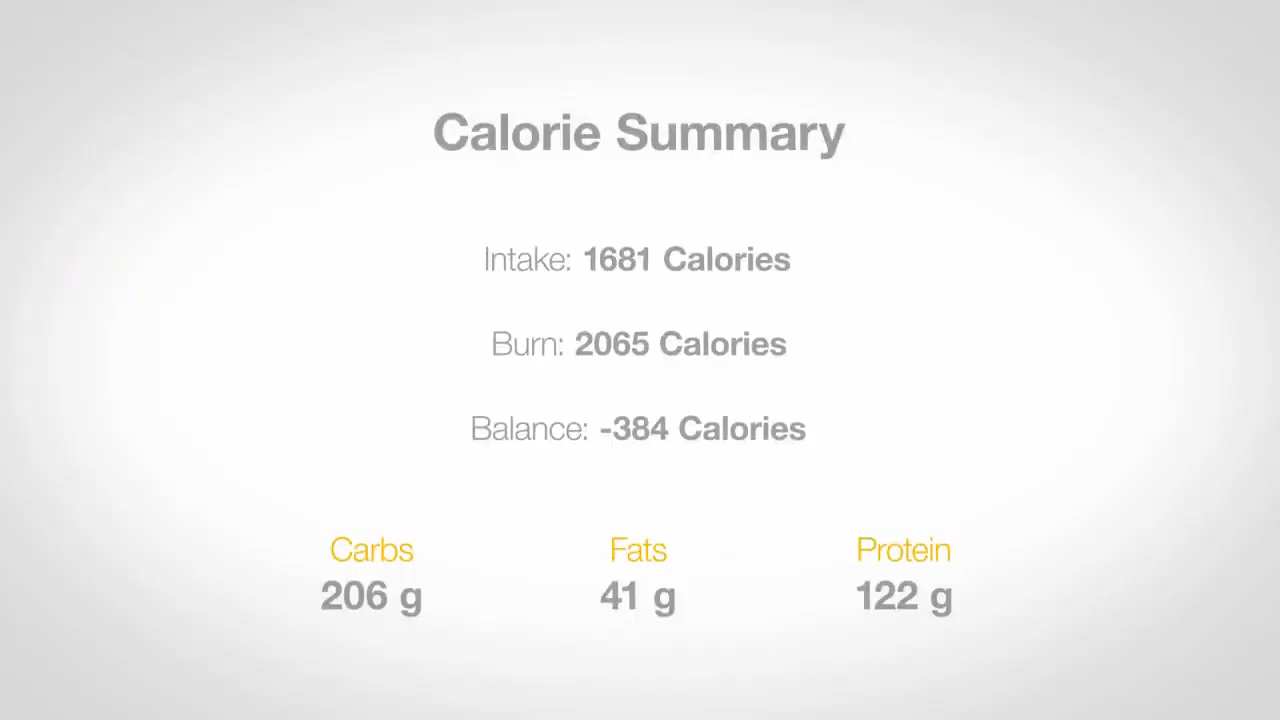 Calorie Summary
Intake: 1681 Calories
Burn: 2065 Calories
Balance: -384 Calories
Carbs Fats Protein
206 g 41 g 122 g